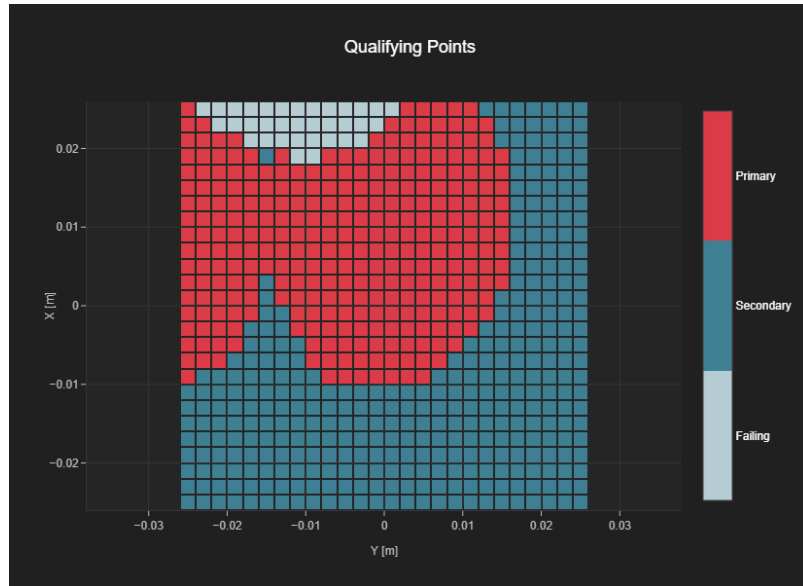 Qualifying Points
Primary
Secondary
Failing
0.02
0.01
0
−0.01
−0.02
X [m]
−0.03 −0.02 −0.01 0 0.01 0.02 0.03
Y [m]